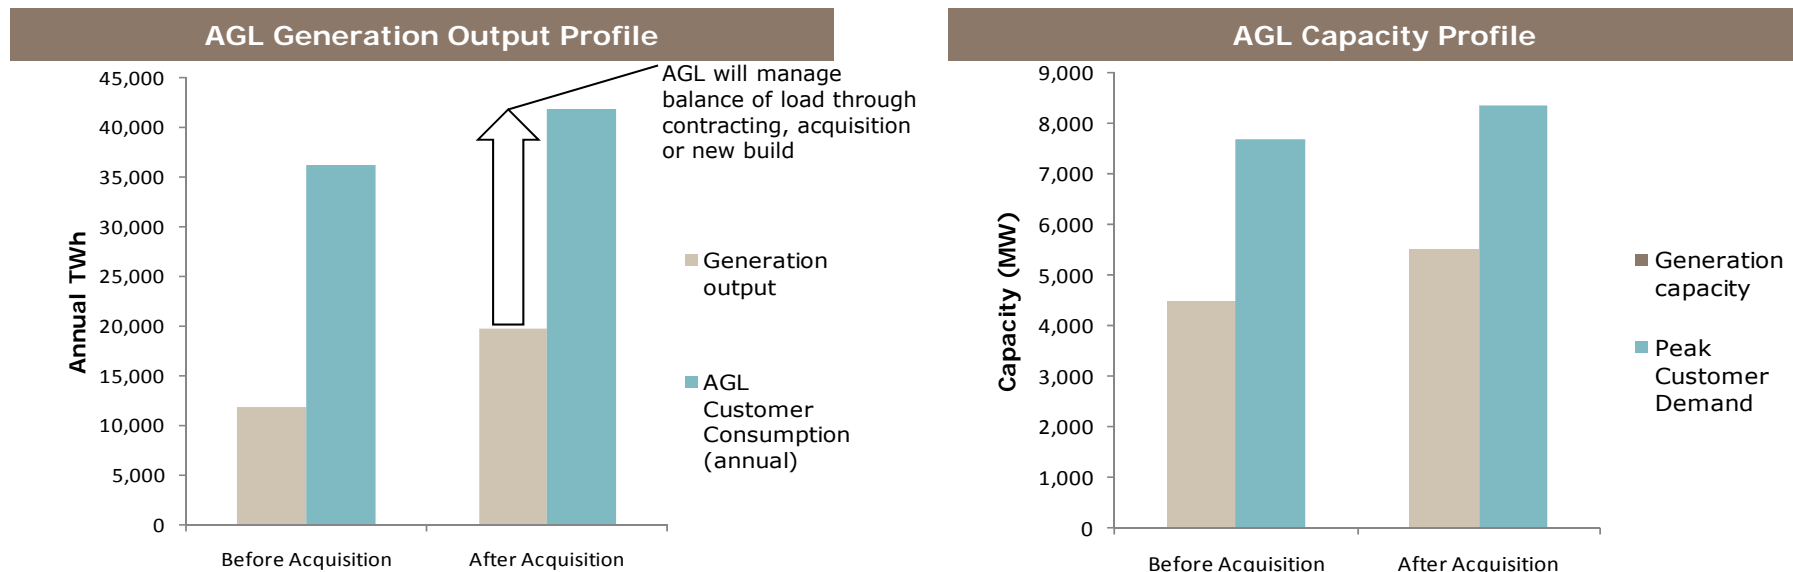 AGL Generation Output Profile
45,000
40,000
35,000
30,000
25,000
20,000
15,000
10,000
5,000
0
Annual TWh
Before Acquisition
After Acquisition
AGL will manage
balance of load through
contracting, acquisition
or new build
Generation
output
AGL
Customer
Consumption
(annual)
AGL Capacity Profile
9,000
8,000
7,000
6,000
5,000
4,000
3,000
2,000
1,000
0
Capacity (MW)
Before Acquisition
After Acquisition
Generation
capacity
Peak
Customer
Demand